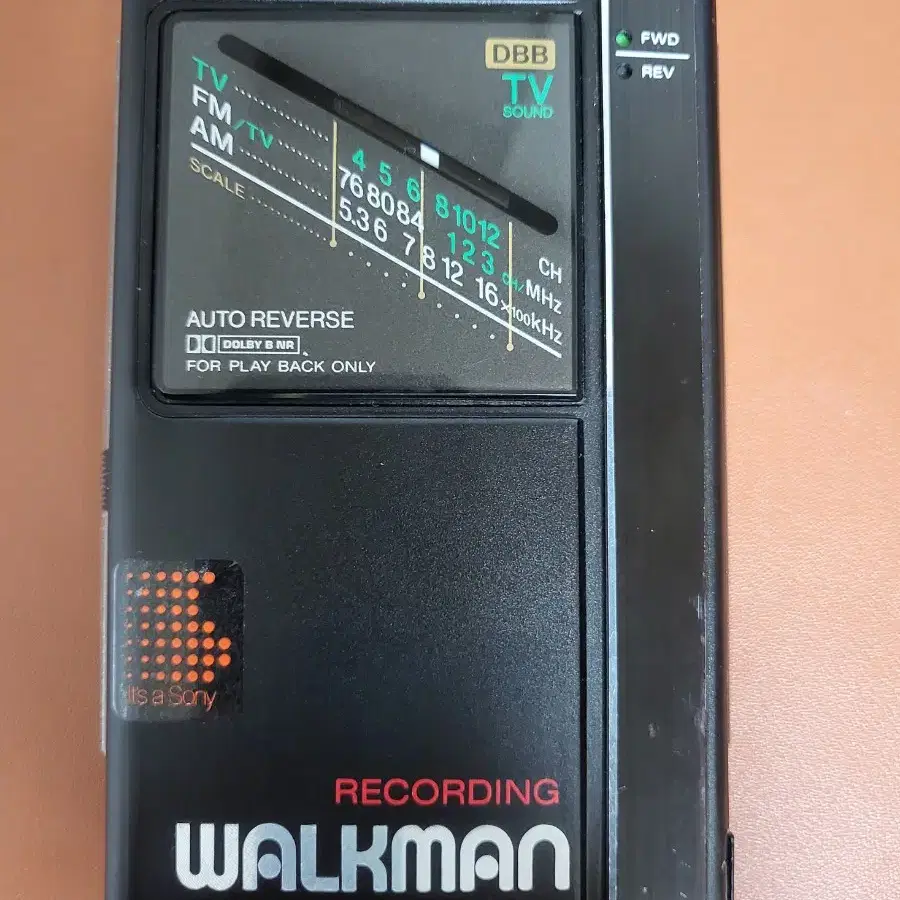 FWD
REV
DBB
TV
SOUND
TV
FM/TV
AM
SCALE
4 5 6 8 10 12 CH
76 80 84 1 2 3 CH/MHz
5.3 6 7 8 12 16 ×100kHz
AUTO REVERSE
DOLBY B NR
FOR PLAY BACK ONLY
It's a Sony
RECORDING
WALKMAN